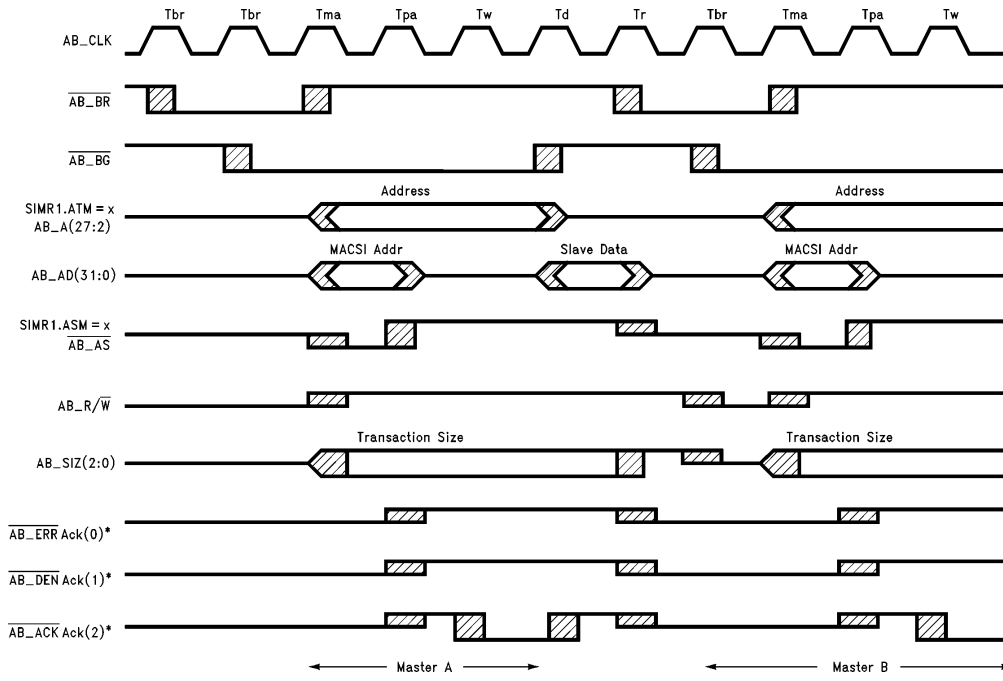 Tbr Tbr Tma Tpa Tw Td Tr Tbr Tma Tpa Tw
AB_CLK
AB_BR
AB_BG
Address Address
SIMR1.ATM = x
AB_A(27:2)
MACSI Addr Slave Data MACSI Addr
AB_AD(31:0)
SIMR1.ASM = x
AB_AS
AB_R/W
Transaction Size Transaction Size
AB_SIZ(2:0)
AB_ERR Ack(0)*
AB_DEN Ack(1)*
AB_ACK Ack(2)*
Master A Master B